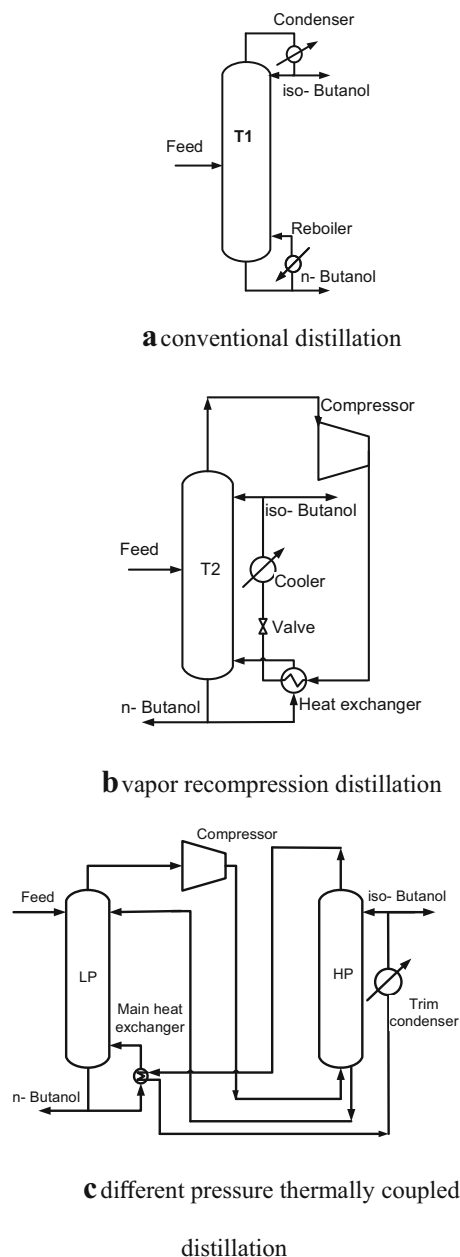 Condenser
iso- Butanol
T1
Feed
Reboiler
n- Butanol
a conventional distillation
Compressor
iso- Butanol
Feed
T2
Cooler
Valve
n- Butanol
Heat exchanger
b vapor recompression distillation
Compressor
Feed
iso- Butanol
LP
HP
Main heat
exchanger
Trim
condenser
n- Butanol
c different pressure thermally coupled
distillation